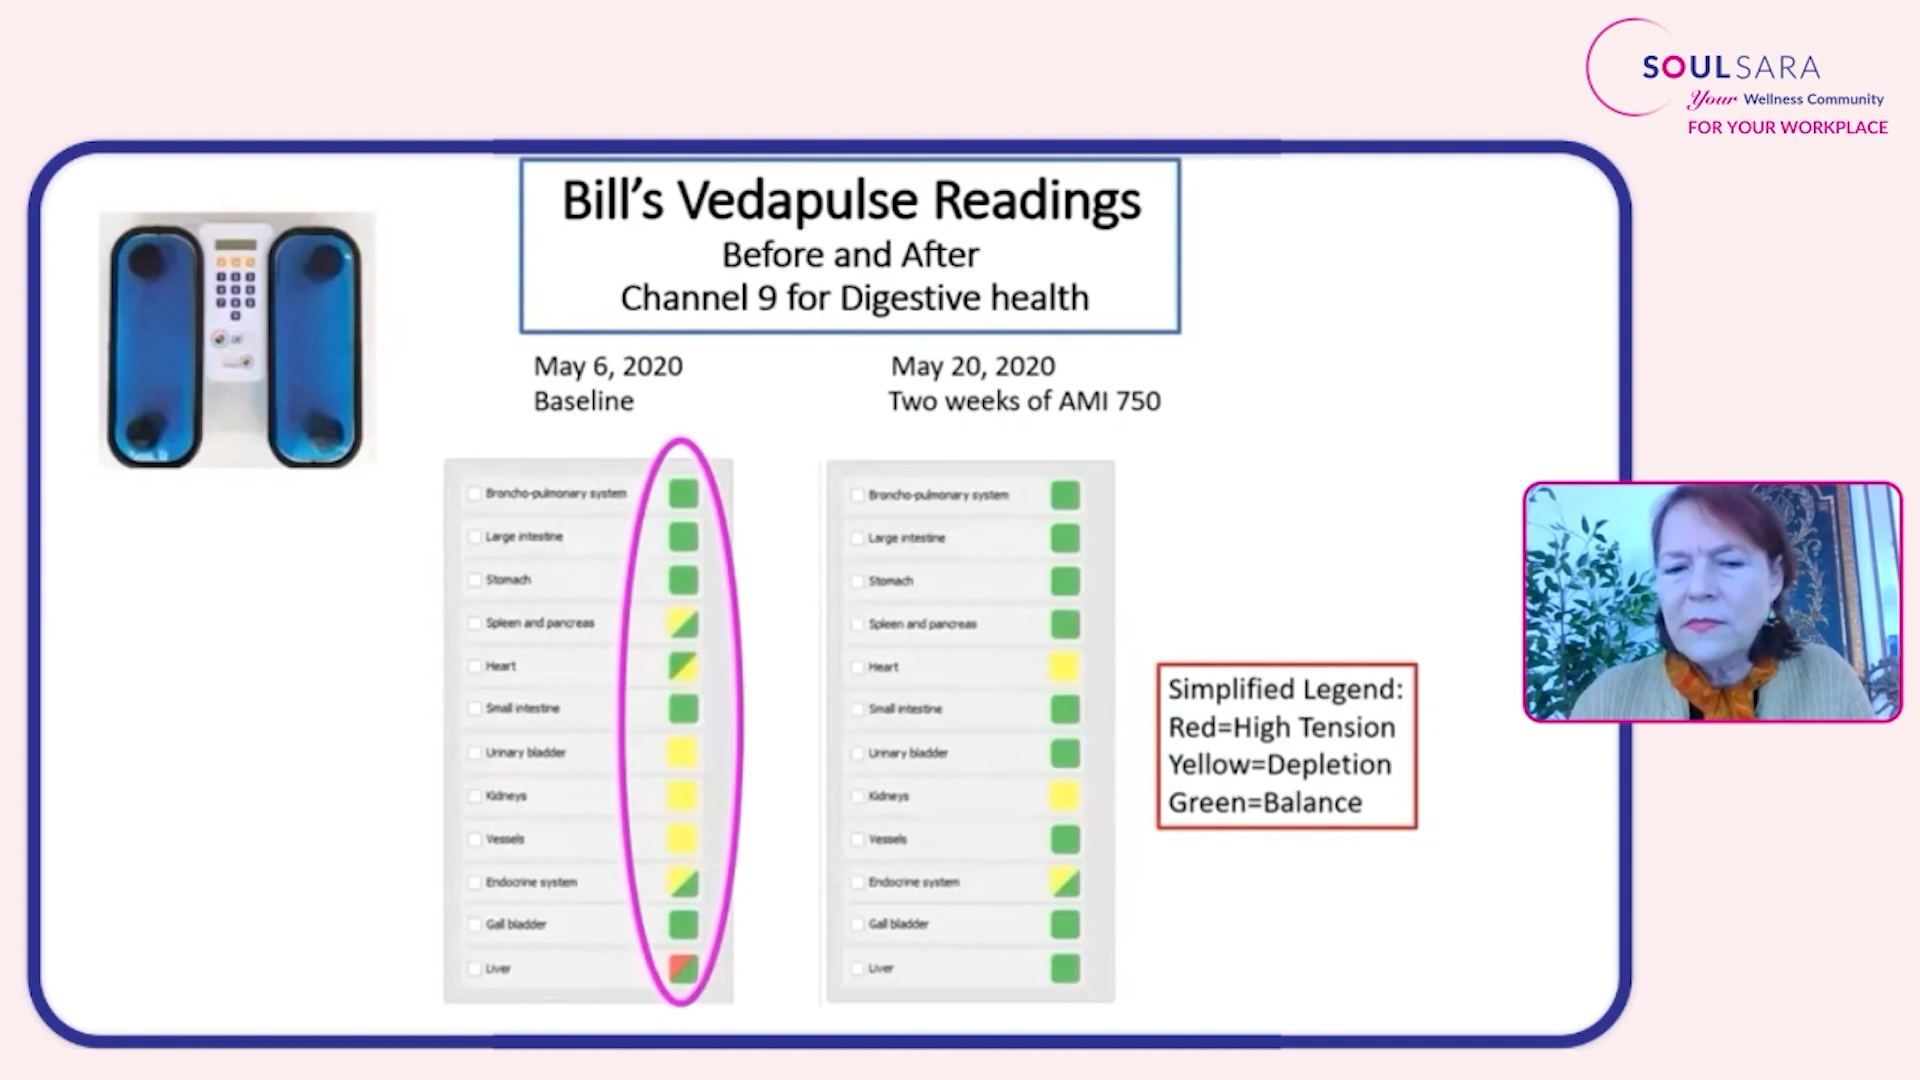 SOULSARA
Your Wellness Community
FOR YOUR WORKPLACE
Bill's Vedapulse Readings
Before and After
Channel 9 for Digestive health
May 6, 2020
Baseline
May 20, 2020
Two weeks of AMI 750
Broncho-pulmonary system
Large intestine
Stomach
Spleen and pancreas
Heart
Small intestine
Urinary bladder
Kidneys
Vessels
Endocrine system
Gall bladder
Liver
Broncho-pulmonary system
Large intestine
Stomach
Spleen and pancreas
Heart
Small intestine
Urinary bladder
Kidneys
Vessels
Endocrine system
Gall bladder
Liver
Simplified Legend:
Red=High Tension
Yellow=Depletion
Green=Balance